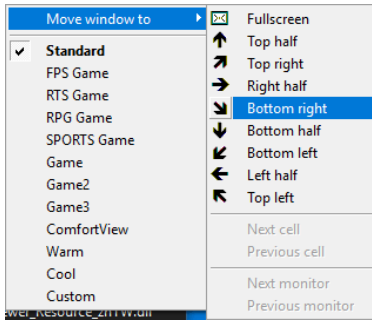 Move window to
Standard
FPS Game
RTS Game
RPG Game
SPORTS Game
Game
Game2
Game3
ComfortView
Warm
Cool
Custom
Fullscreen
Top half
Top right
Right half
Bottom right
Bottom half
Bottom left
Left half
Top left
Next cell
Previous cell
Next monitor
Previous monitor
ewer_Resource_zhTW.dll